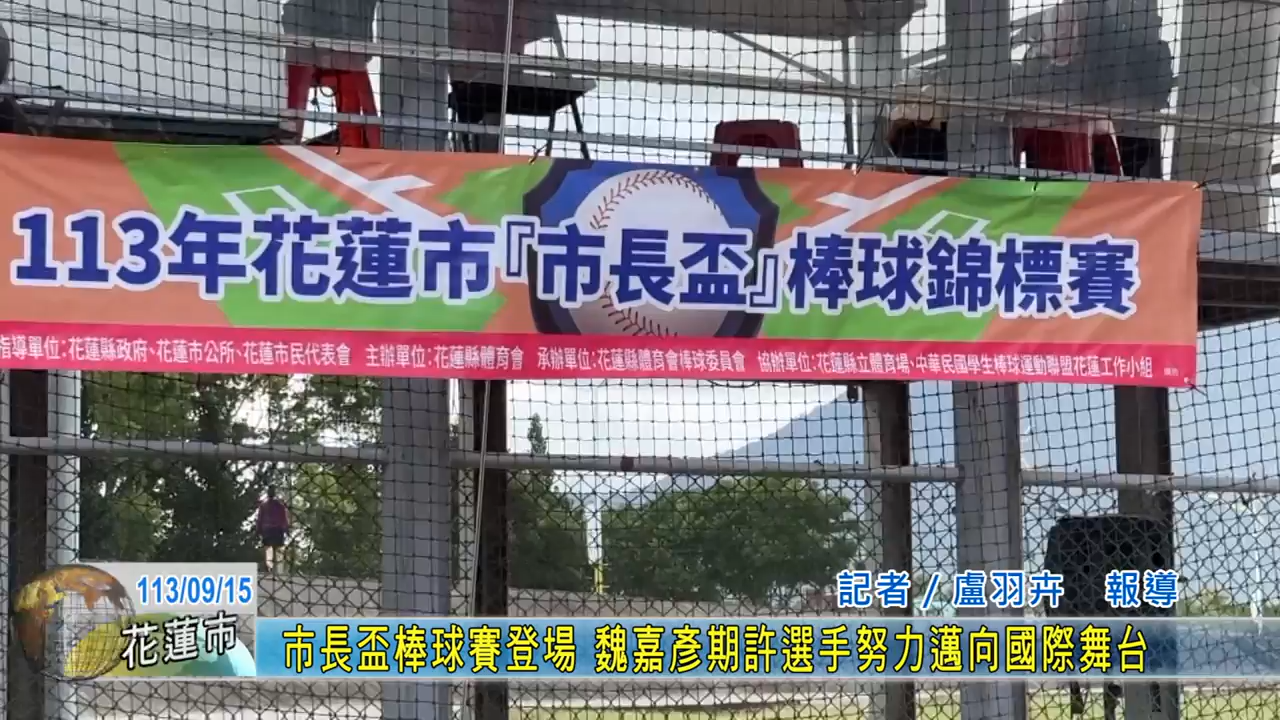 113年花蓮市『市長盃』棒球錦標賽
指導單位:花蓮縣政府、花蓮市公所、花蓮市民代表會 主辦單位:花蓮縣體育會 承辦單位:花蓮縣體育會棒球委員會 協辦單位:花蓮縣立體育場、中華民國學生棒球運動聯盟花蓮工作小組 廣告
113/09/15
花蓮市
記者/盧羽卉 報導
市長盃棒球賽登場 魏嘉彥期許選手努力邁向國際舞台